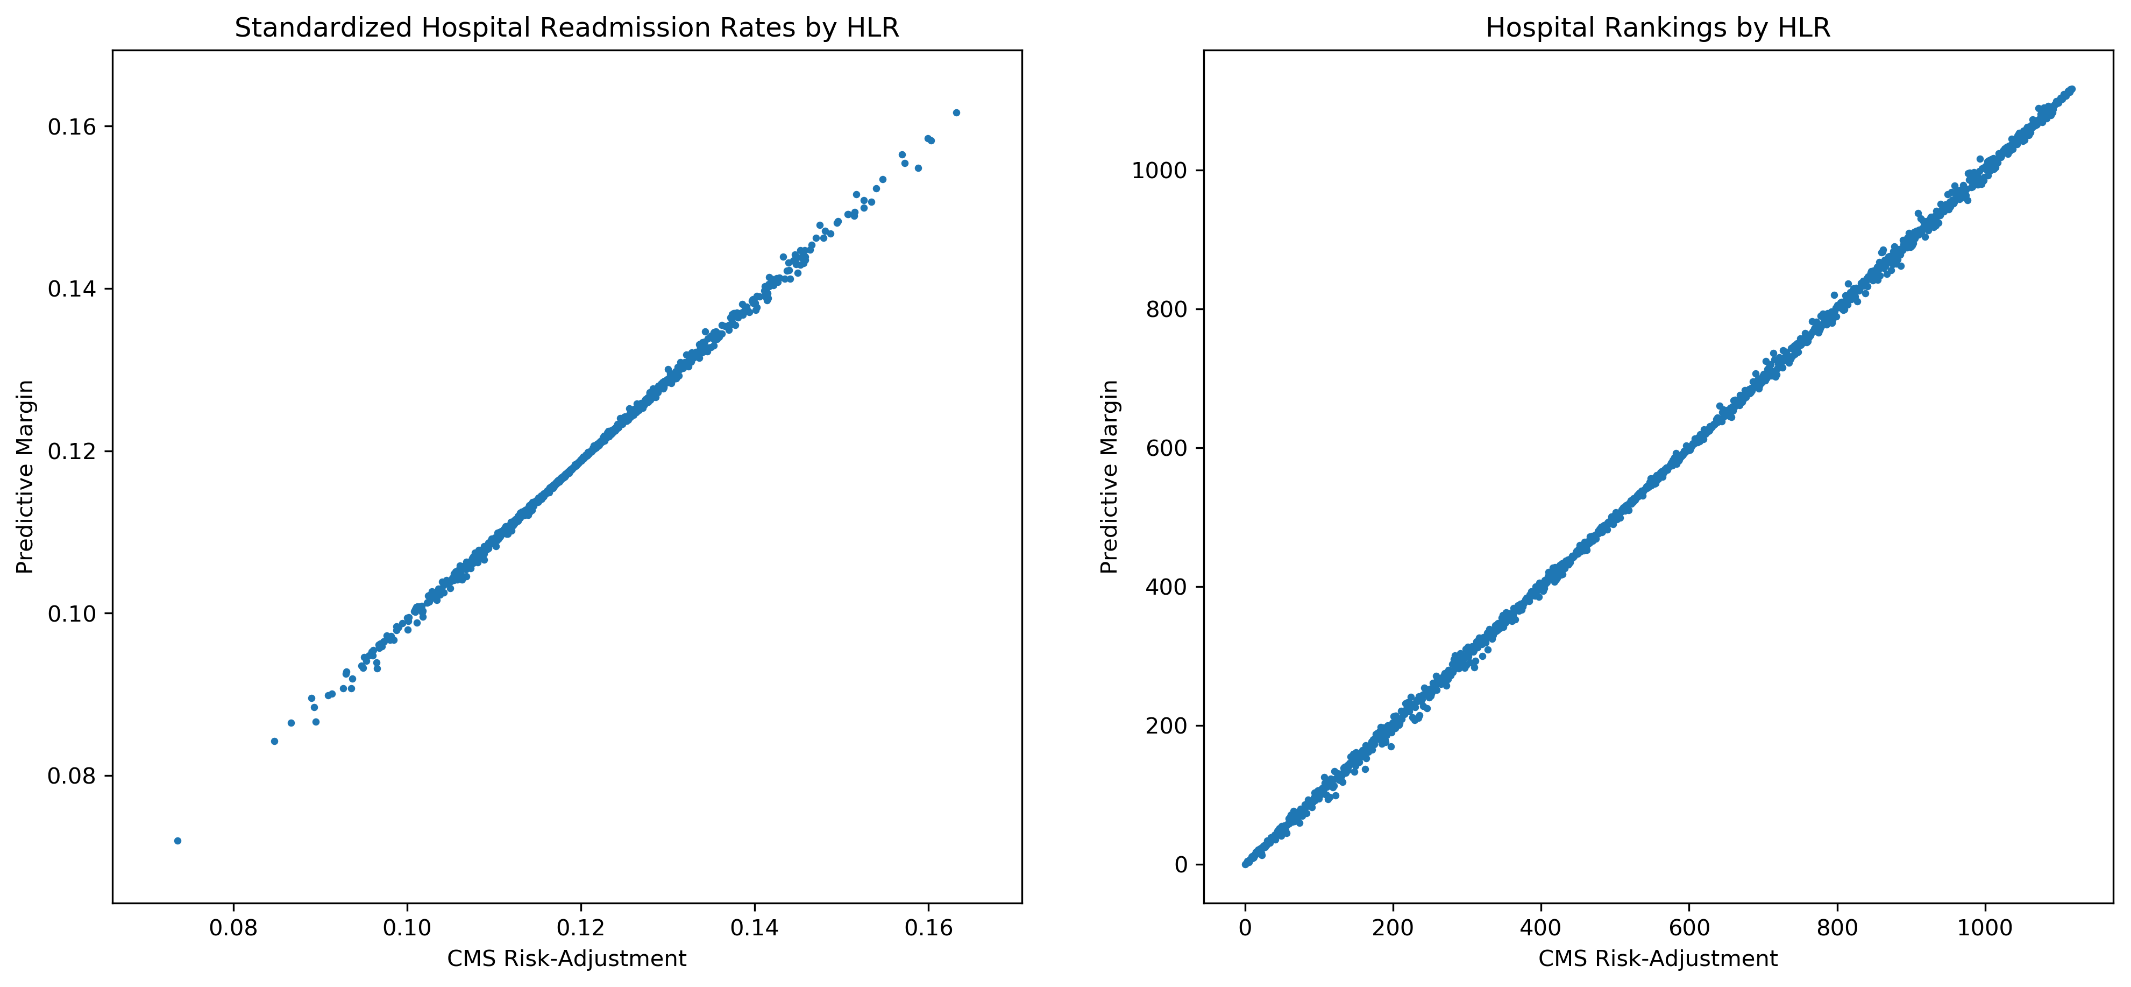 Standardized Hospital Readmission Rates by HLR
0.16
0.14
0.12
0.10
0.08
Predictive Margin
0.08 0.10 0.12 0.14 0.16
CMS Risk-Adjustment
Hospital Rankings by HLR
1000
800
600
400
200
0
Predictive Margin
0 200 400 600 800 1000
CMS Risk-Adjustment